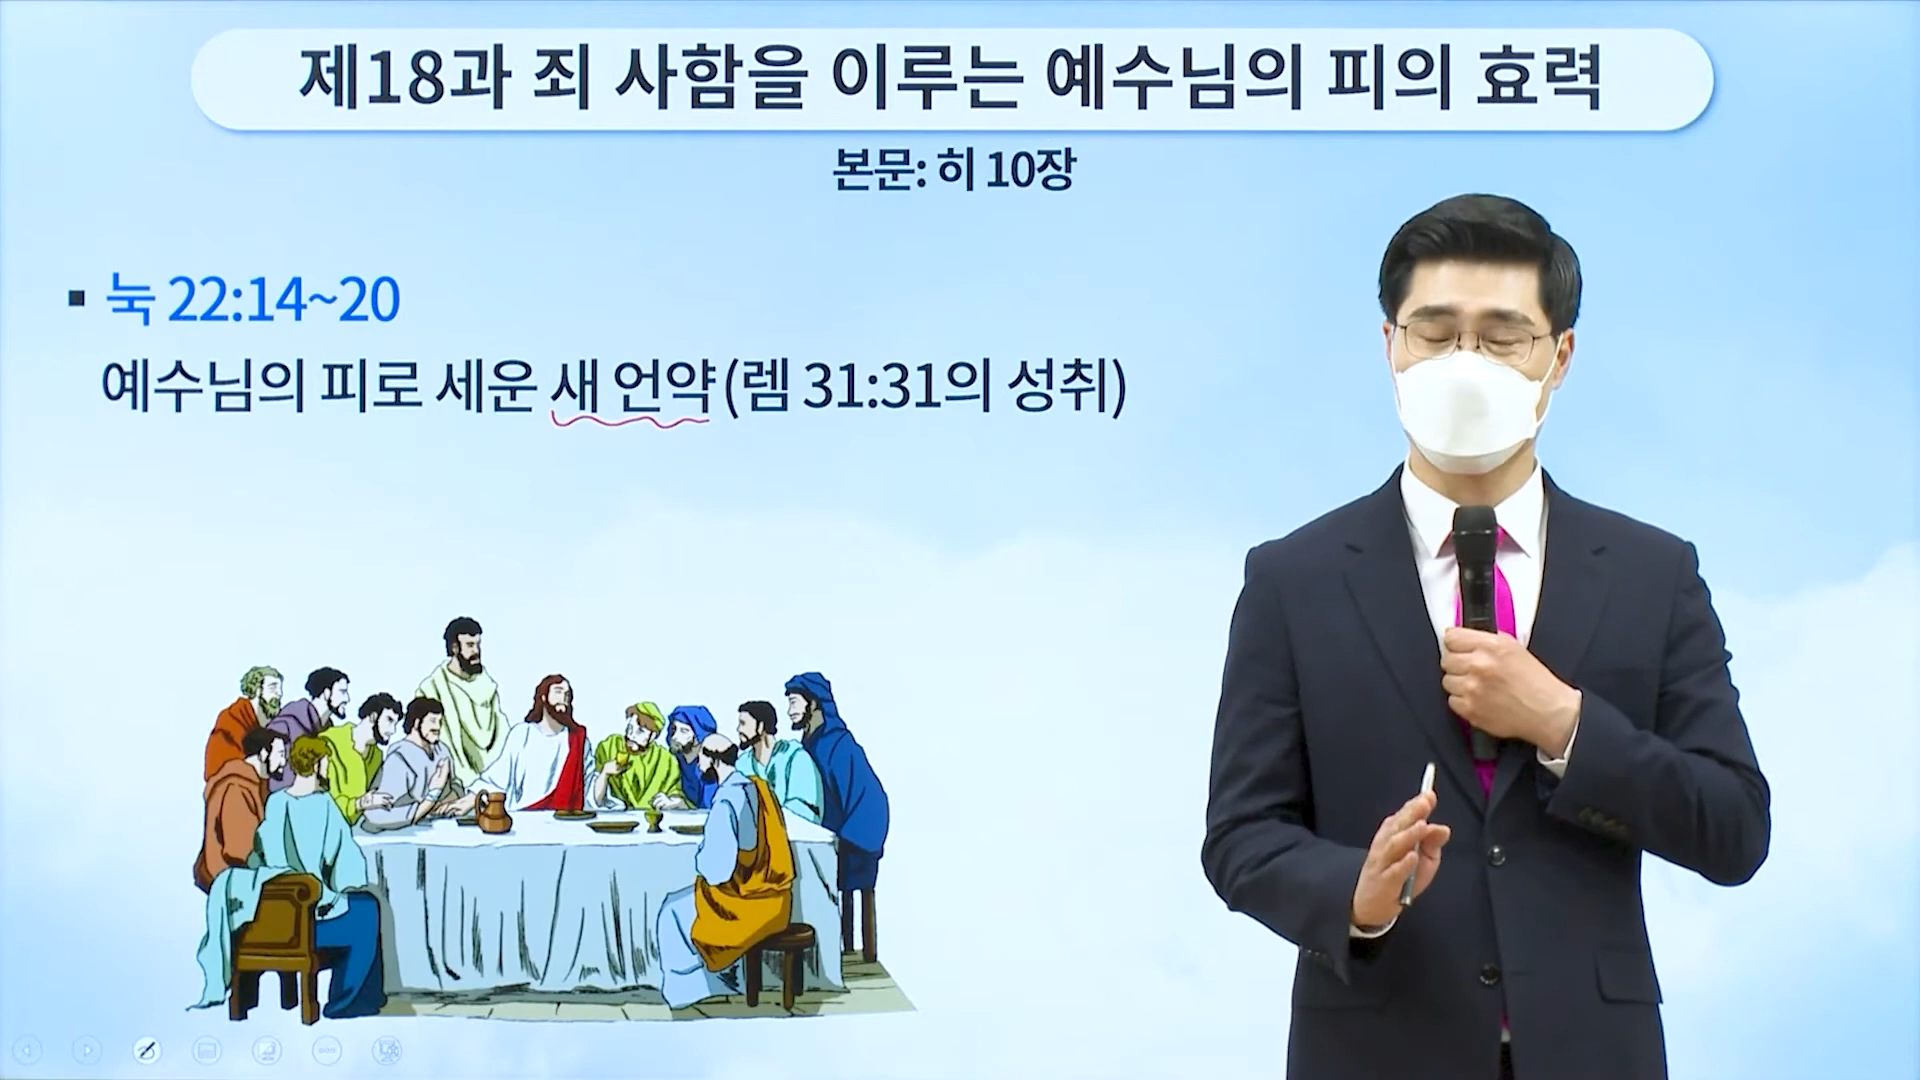 제18과 죄 사함을 이루는 예수님의 피의 효력
본문: 히 10장
▪ 눅 22:14~20
예수님의 피로 세운 새 언약(렘 31:31의 성취)